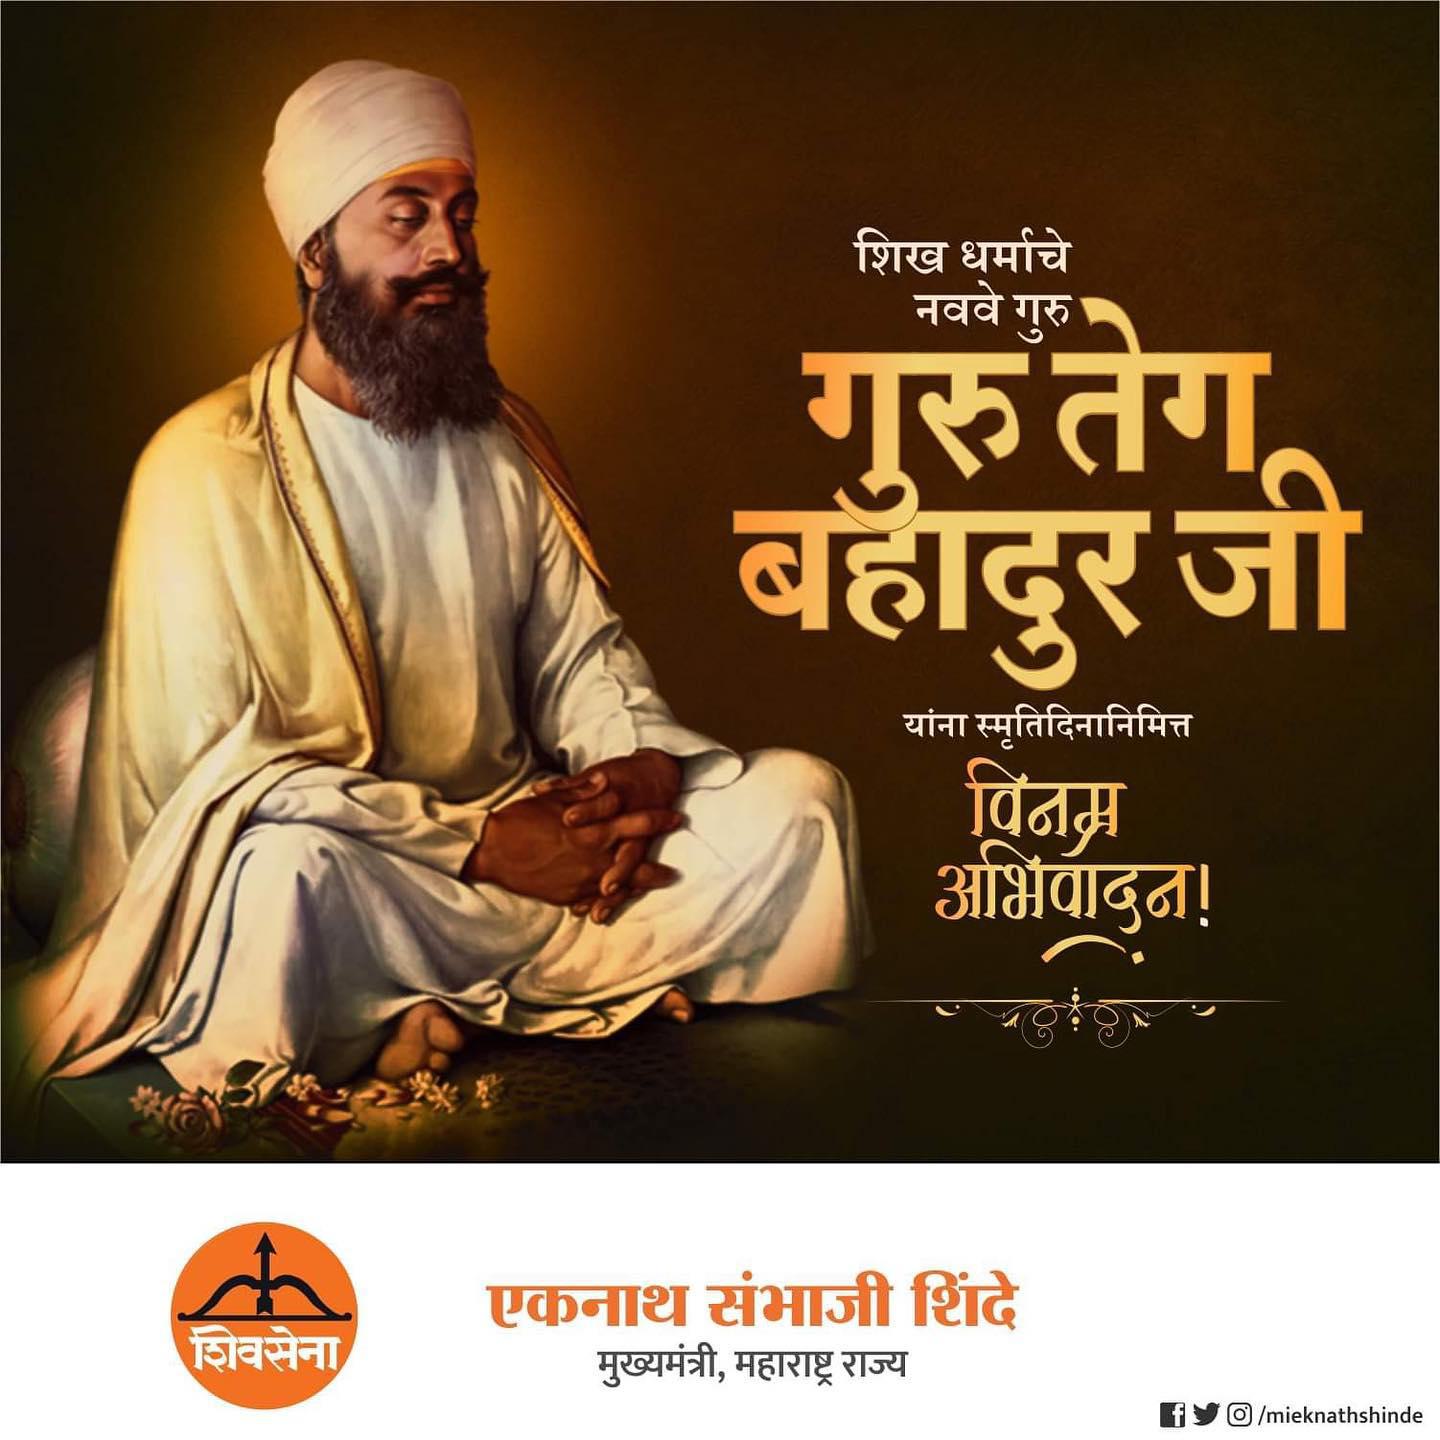 शिख धर्माचे
नववे गुरु
गुरु तेग
बहादुर जी
यांना स्मृतिदिनानिमित्त
विनम्र
अभिवादन!
शिवसेना
एकनाथ संभाजी शिंदे
मुख्यमंत्री, महाराष्ट्र राज्य
/mieknathshinde